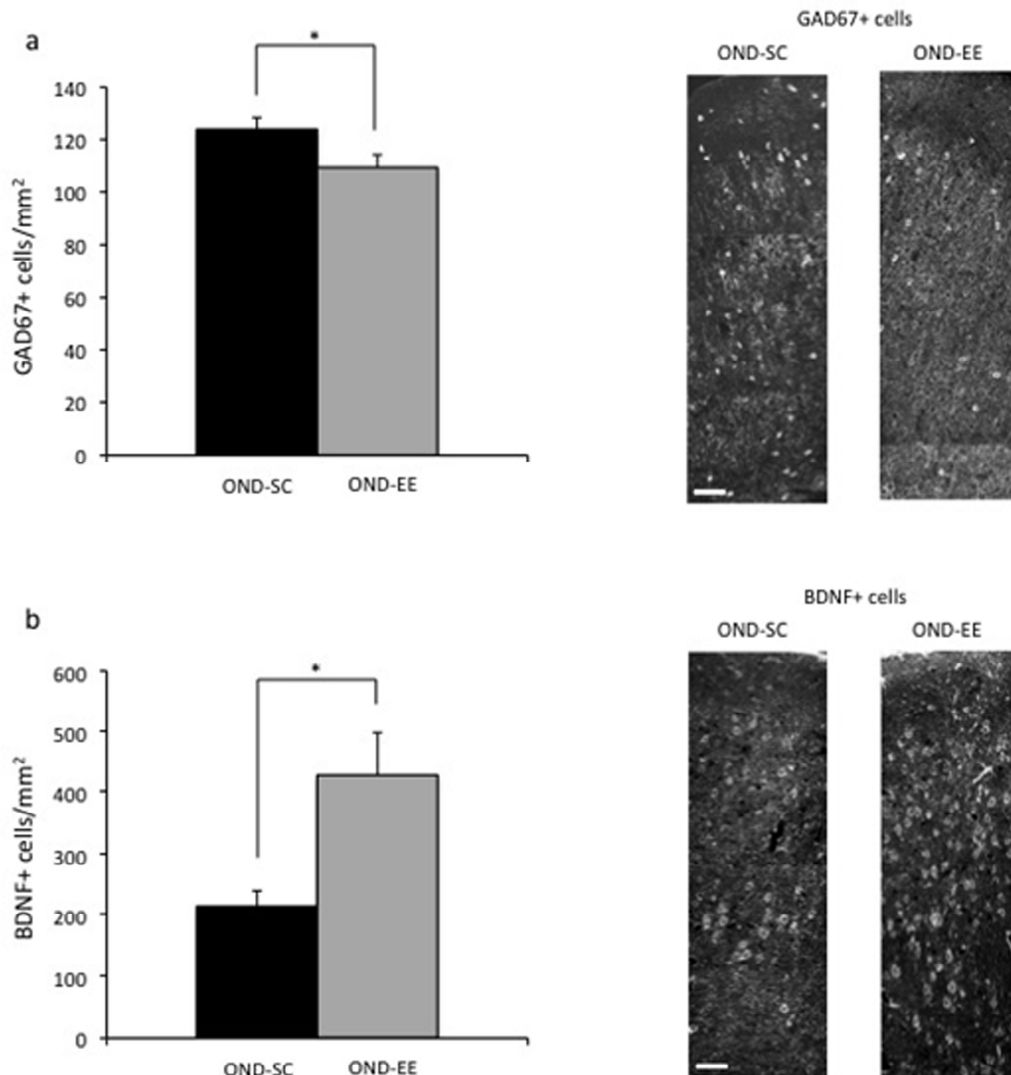 a
*
GAD67+ cells/mm²
140
120
100
80
60
40
20
0
OND-SC OND-EE
GAD67+ cells
OND-SC OND-EE
b
*
BDNF+ cells/mm²
600
500
400
300
200
100
0
OND-SC OND-EE
BDNF+ cells
OND-SC OND-EE